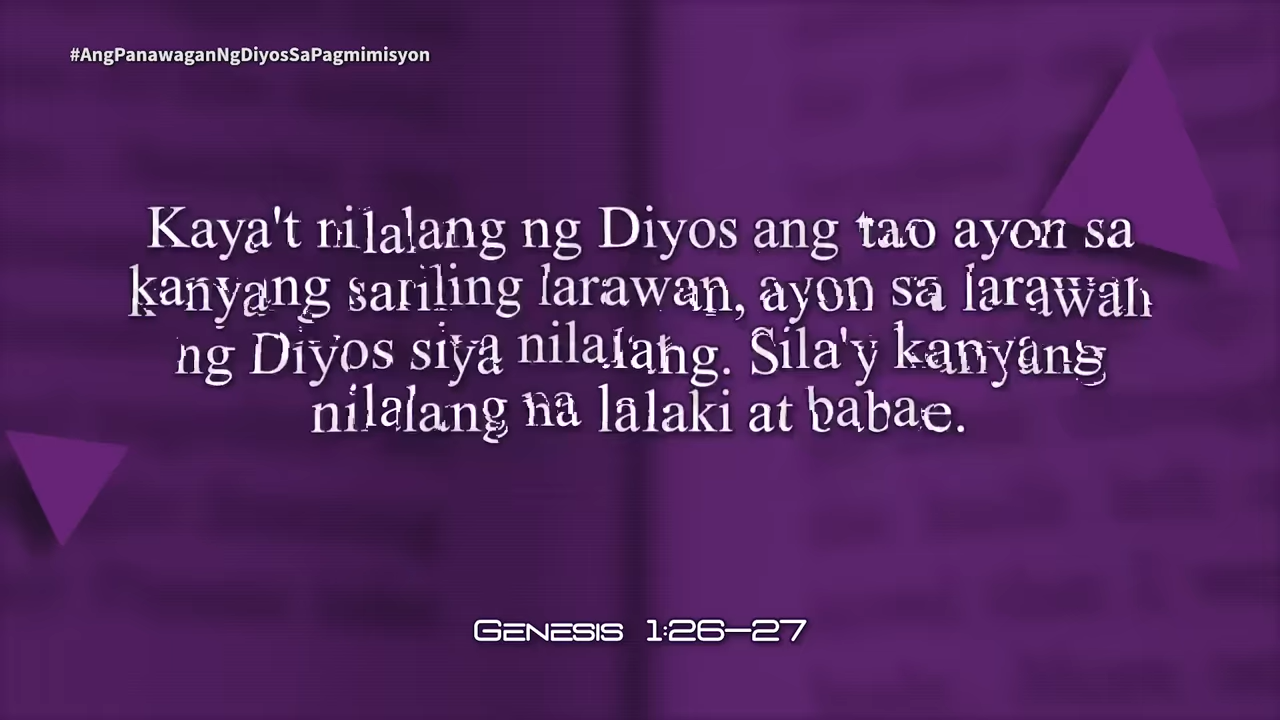 #AngPanawaganNgDiyosSaPagmimisyon
Kaya't nilalang ng Diyos ang tao ayon sa
kanyang sariling larawan, ayon sa larawan
ng Diyos siya nilalang. Sila'y kanyang
nilalang na lalaki at babae.
Genesis 1:26–27